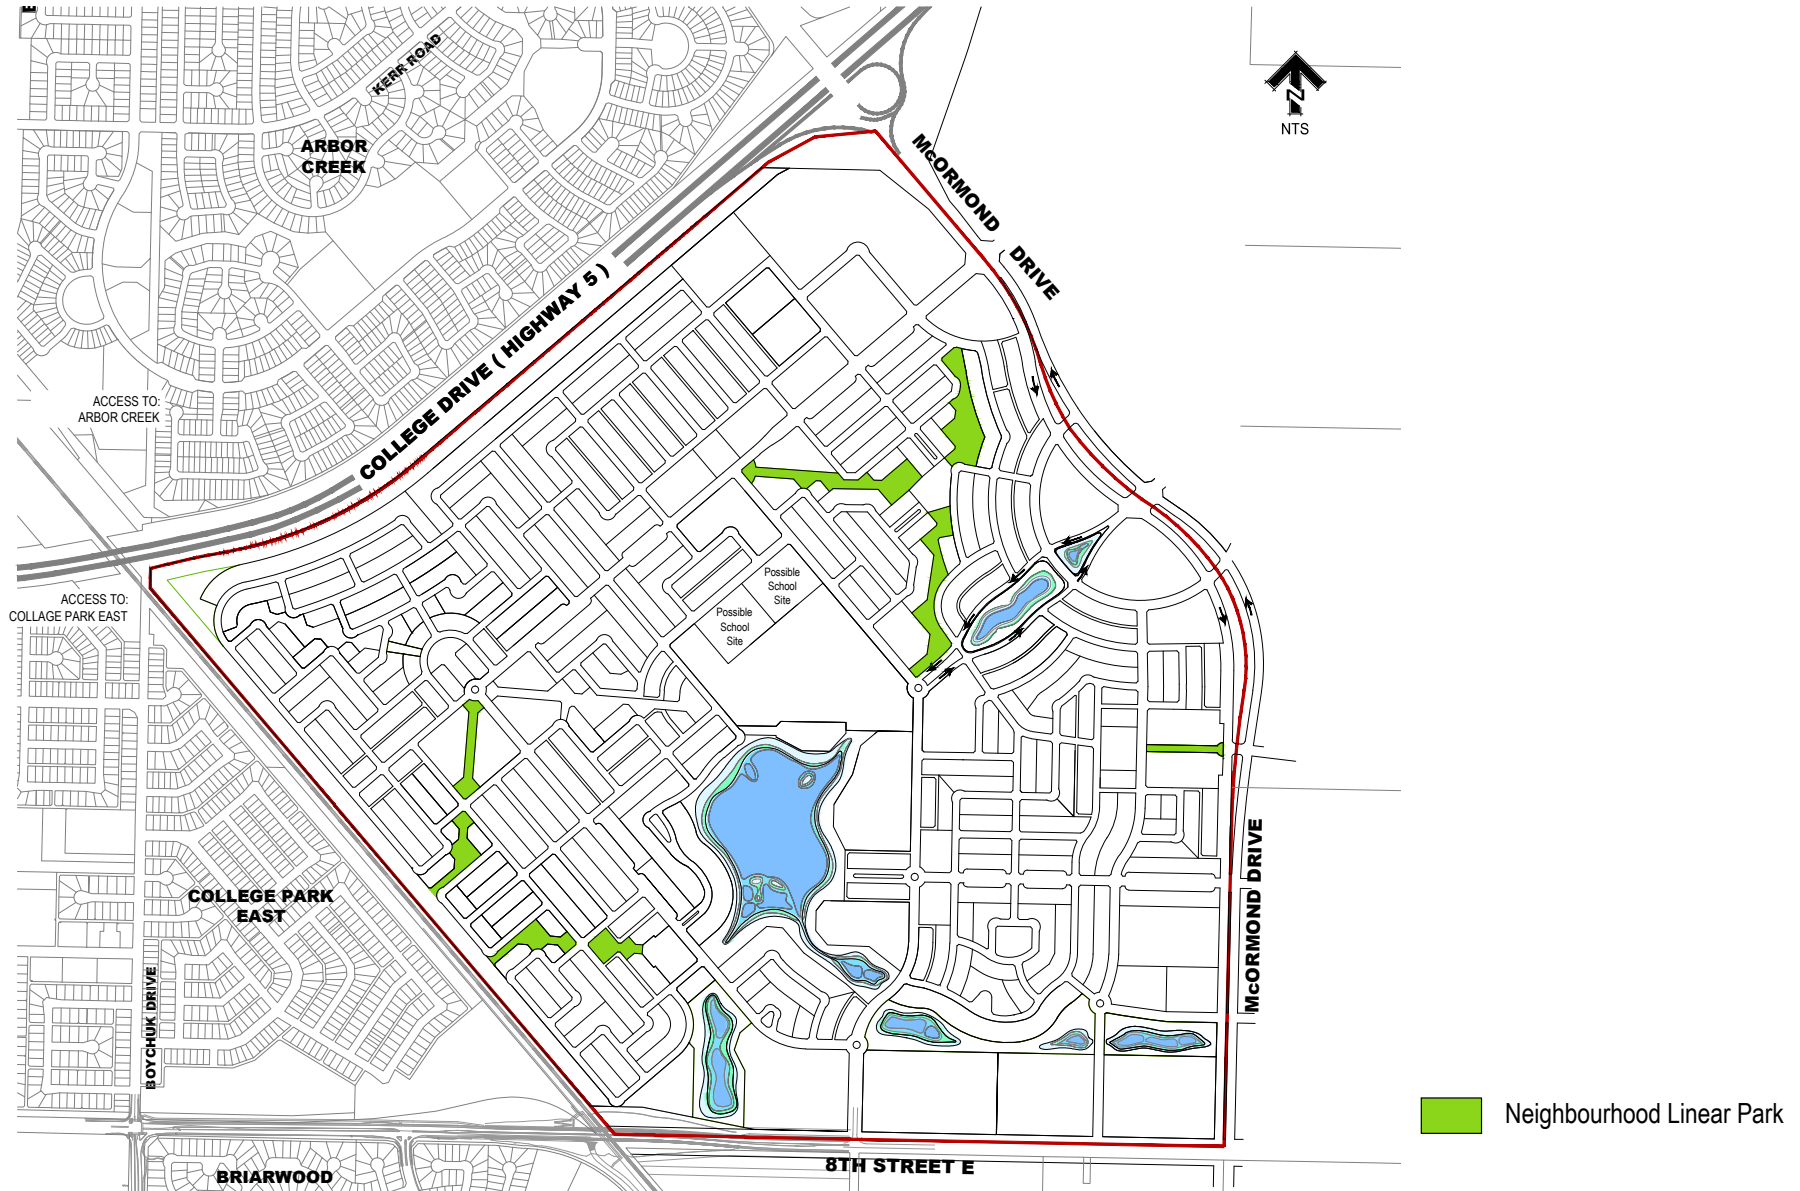 KERR ROAD
ARBOR
CREEK
NTS
McORMOND DRIVE
COLLEGE DRIVE ( HIGHWAY 5 )
ACCESS TO:
ARBOR CREEK
ACCESS TO:
COLLAGE PARK EAST
Possible
School
Site
Possible
School
Site
COLLEGE PARK
EAST
BOYCHUK DRIVE
McORMOND DRIVE
Neighbourhood Linear Park
8TH STREET E
BRIARWOOD